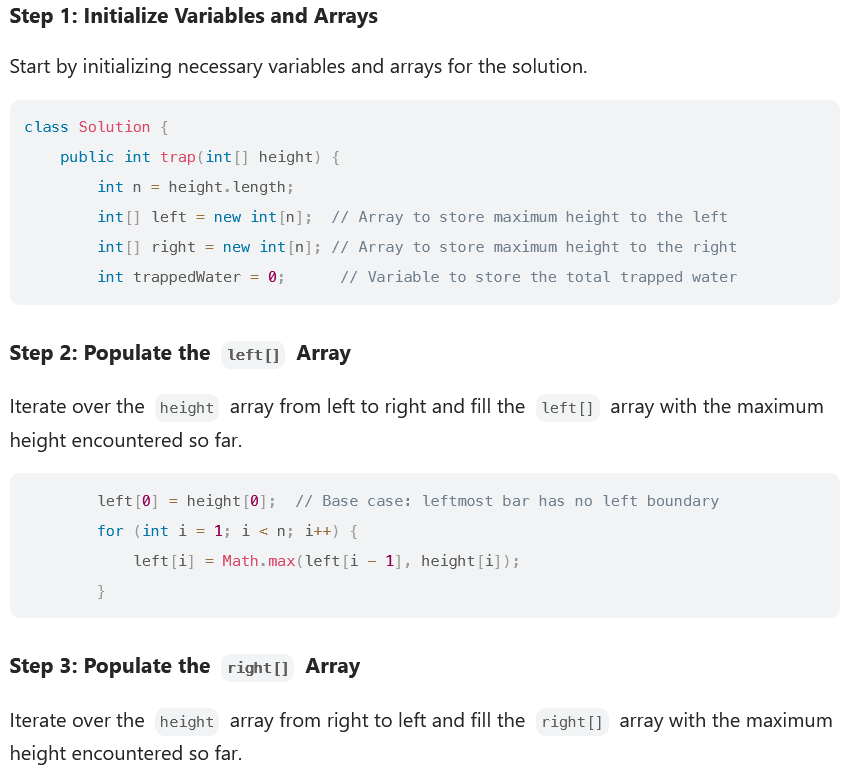 Step 1: Initialize Variables and Arrays
Start by initializing necessary variables and arrays for the solution.
class Solution {
    public int trap(int[] height) {
        int n = height.length;
        int[] left = new int[n];  // Array to store maximum height to the left
        int[] right = new int[n]; // Array to store maximum height to the right
        int trappedWater = 0;      // Variable to store the total trapped water
Step 2: Populate the left[] Array
Iterate over the height array from left to right and fill the left[] array with the maximum
height encountered so far.
        left[0] = height[0];  // Base case: leftmost bar has no left boundary
        for (int i = 1; i < n; i++) {
            left[i] = Math.max(left[i - 1], height[i]);
        }
Step 3: Populate the right[] Array
Iterate over the height array from right to left and fill the right[] array with the maximum
height encountered so far.